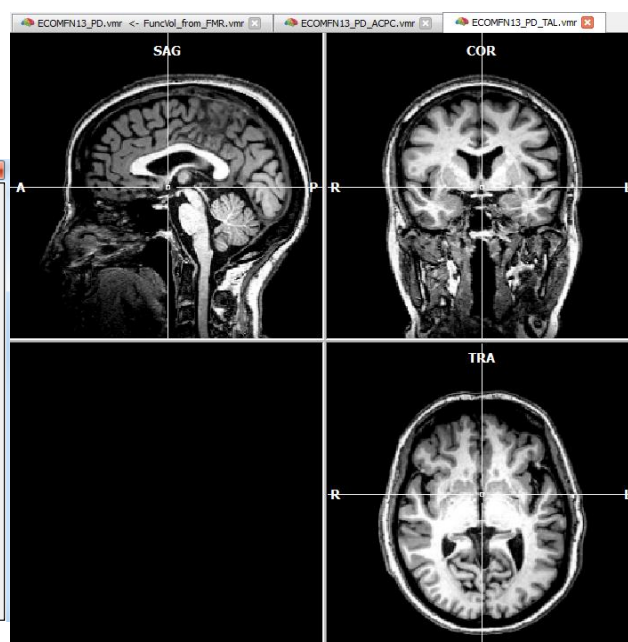 ECOMFN13_PD.vmr <- FuncVol_from_FMR.vmr
ECOMFN13_PD_ACPC.vmr
ECOMFN13_PD_TAL.vmr
SAG
COR
A
P
R
L
TRA
R
L